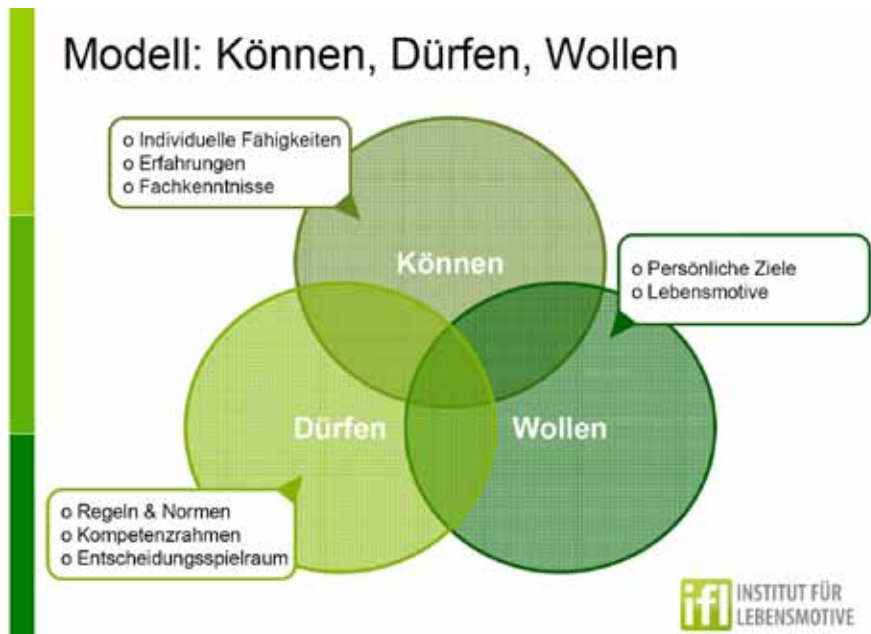 Modell: Können, Dürfen, Wollen
o Individuelle Fähigkeiten
o Erfahrungen
o Fachkenntnisse
Können
o Persönliche Ziele
o Lebensmotive
Dürfen
Wollen
o Regeln & Normen
o Kompetenzrahmen
o Entscheidungsspielraum
ifl
INSTITUT FÜR
LEBENSMOTIVE